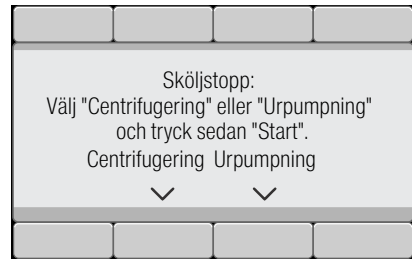 Sköljstopp:
Välj "Centrifugering" eller "Urpumpning"
och tryck sedan "Start".
Centrifugering Urpumpning